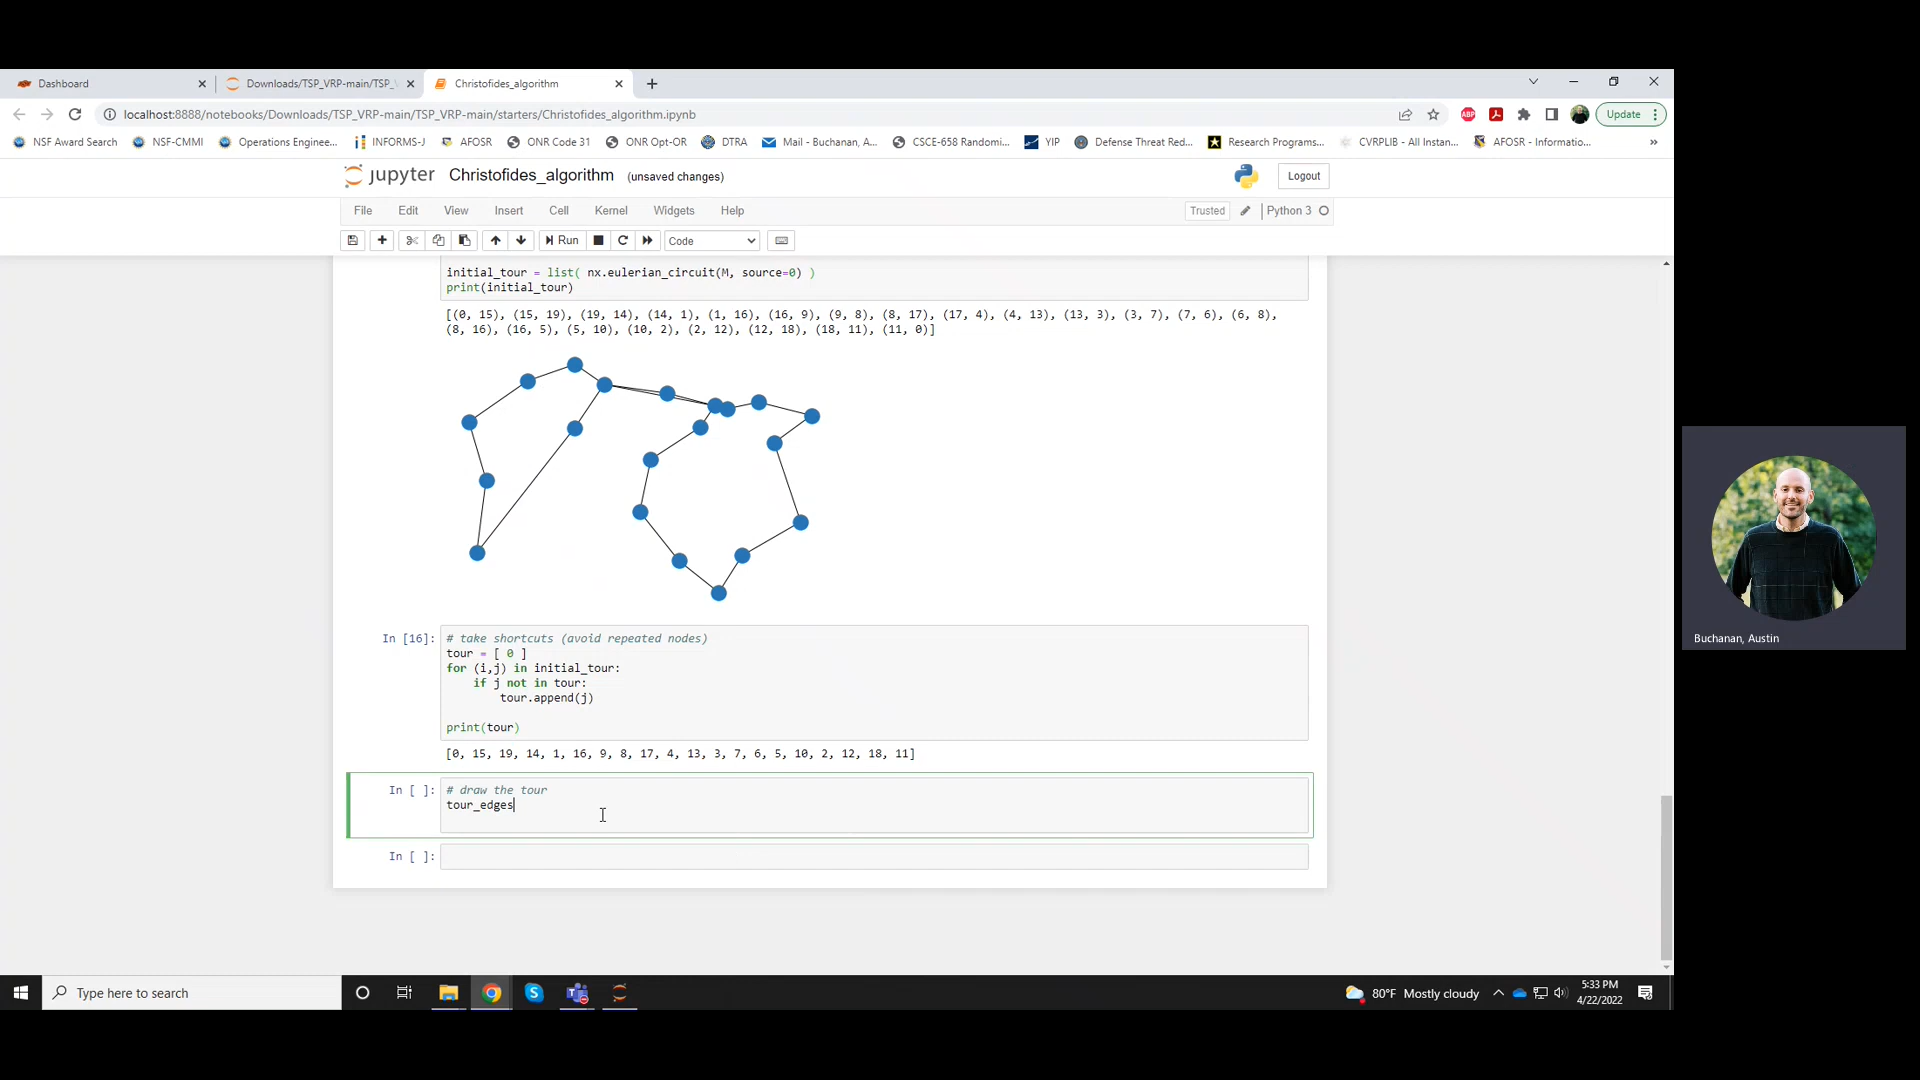 Dashboard
Downloads/TSP_VRP-main/TSP_V
Christofides_algorithm
localhost:8888/notebooks/Downloads/TSP_VRP-main/TSP_VRP-main/starters/Christofides_algorithm.ipynb
ABP
Update
NSF Award Search
NSF-CMMI
Operations Enginee...
INFORMS-J
AFOSR
ONR Code 31
ONR Opt-OR
DTRA
Mail - Buchanan, A...
CSCE-658 Randomi...
YIP
Defense Threat Red...
Research Programs...
CVRPLIB - All Instan...
AFOSR - Informatio...
»
jupyter Christofides_algorithm (unsaved changes)
Logout
File Edit View Insert Cell Kernel Widgets Help
Trusted
Python 3
Run
Code
initial_tour = list( nx.eulerian_circuit(M, source=0) )
print(initial_tour)
[(0, 15), (15, 19), (19, 14), (14, 1), (1, 16), (16, 9), (9, 8), (8, 17), (17, 4), (4, 13), (13, 3), (3, 7), (7, 6), (6, 8),
(8, 16), (16, 5), (5, 10), (10, 2), (2, 12), (12, 18), (18, 11), (11, 0)]
In [16]:
# take shortcuts (avoid repeated nodes)
tour = [ 0 ]
for (i,j) in initial_tour:
    if j not in tour:
        tour.append(j)
print(tour)
[0, 15, 19, 14, 1, 16, 9, 8, 17, 4, 13, 3, 7, 6, 5, 10, 2, 12, 18, 11]
In [ ]:
# draw the tour
tour_edges
In [ ]:
Buchanan, Austin
Type here to search
80°F Mostly cloudy
5:33 PM
4/22/2022